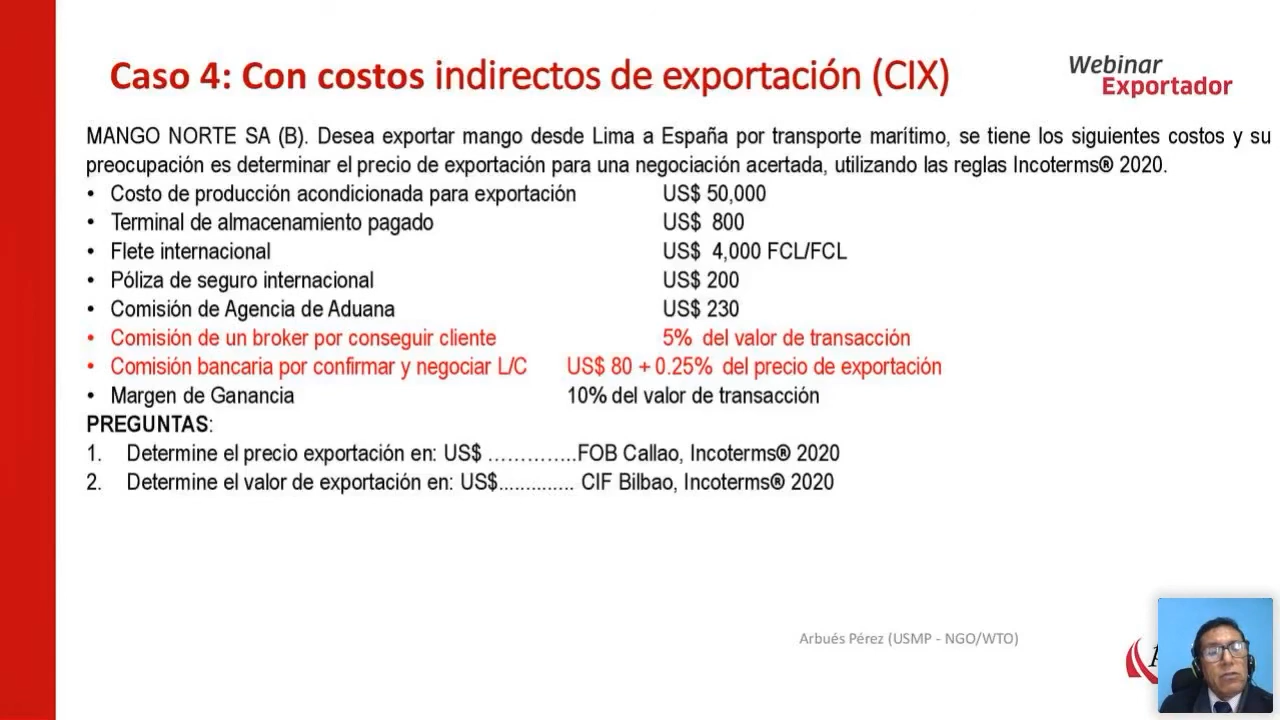 Caso 4: Con costos indirectos de exportación (CIX)
Webinar
Exportador
MANGO NORTE SA (B). Desea exportar mango desde Lima a España por transporte marítimo, se tiene los siguientes costos y su
preocupación es determinar el precio de exportación para una negociación acertada, utilizando las reglas Incoterms® 2020.
• Costo de producción acondicionada para exportación US$ 50,000
• Terminal de almacenamiento pagado US$ 800
• Flete internacional US$ 4,000 FCL/FCL
• Póliza de seguro internacional US$ 200
• Comisión de Agencia de Aduana US$ 230
• Comisión de un broker por conseguir cliente 5% del valor de transacción
• Comisión bancaria por confirmar y negociar L/C US$ 80 + 0.25% del precio de exportación
• Margen de Ganancia 10% del valor de transacción
PREGUNTAS:
1. Determine el precio exportación en: US$ …………..FOB Callao, Incoterms® 2020
2. Determine el valor de exportación en: US$.............. CIF Bilbao, Incoterms® 2020
Arbués Pérez (USMP - NGO/WTO)